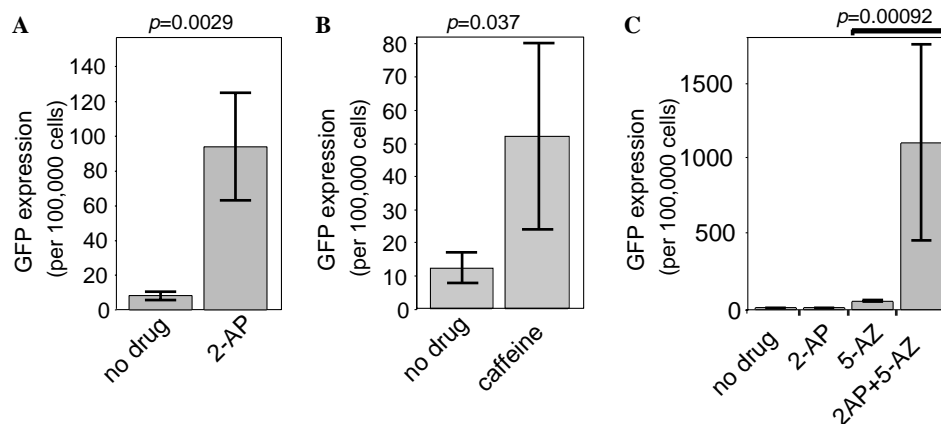 A
p=0.0029
GFP expression
(per 100,000 cells)
140
120
100
80
60
40
20
0
no drug
2-AP
B
p=0.037
GFP expression
(per 100,000 cells)
80
70
60
50
40
30
20
10
0
no drug
caffeine
C
p=0.00092
GFP expression
(per 100,000 cells)
1500
1000
500
0
no drug
2-AP
5-AZ
2AP+5-AZ